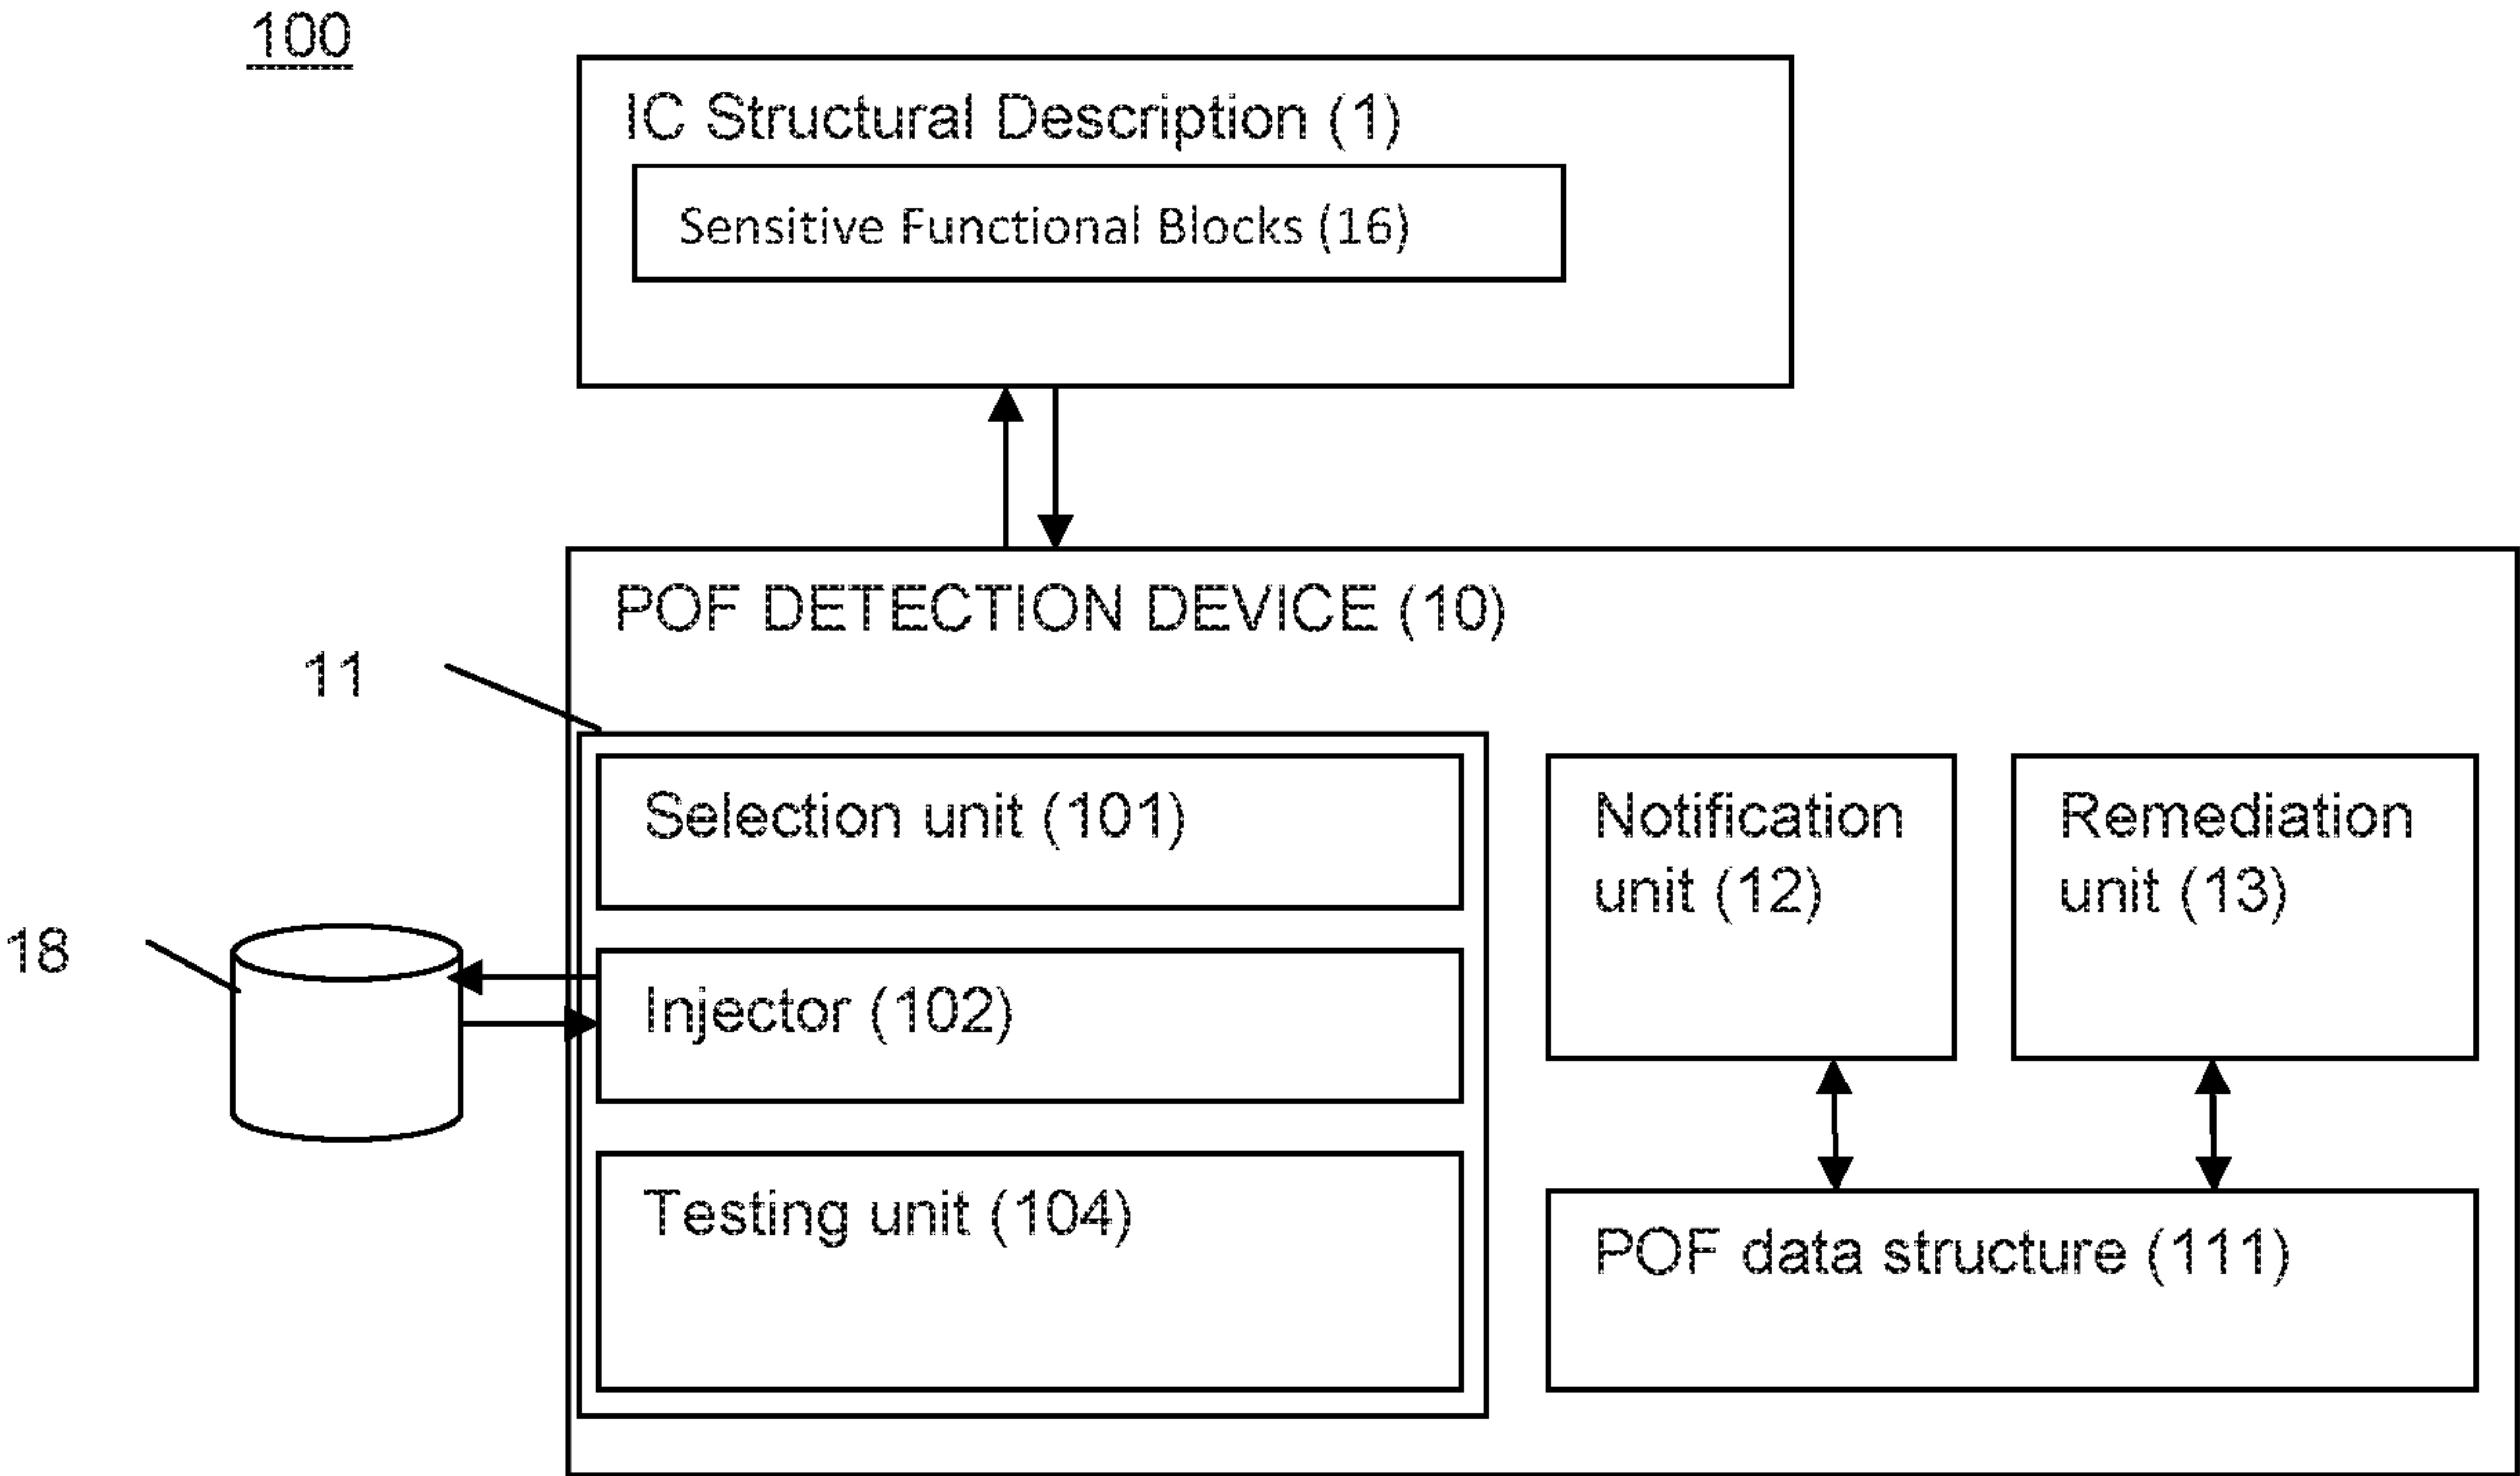 100
IC Structural Description (1)
Sensitive Functional Blocks (16)
POF DETECTION DEVICE (10)
11
Selection unit (101)
Notification
unit (12)
Remediation
unit (13)
18
Injector (102)
Testing unit (104)
POF data structure (111)